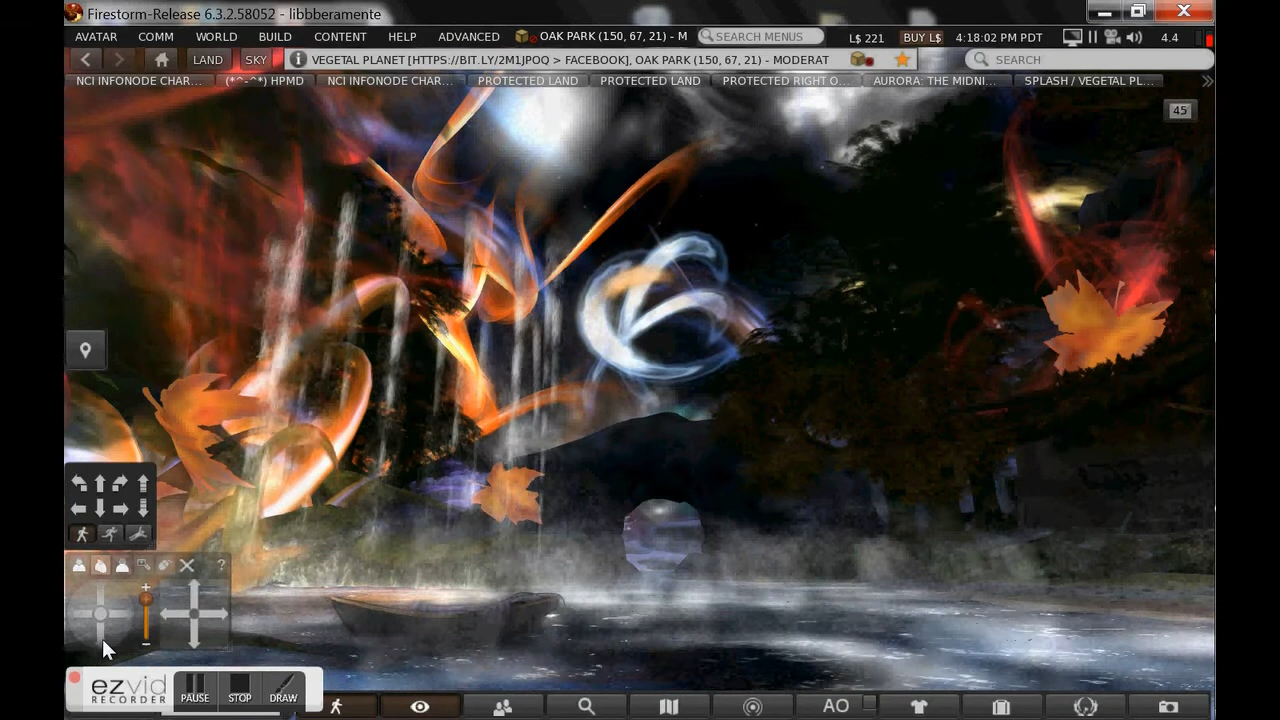 Firestorm-Release 6.3.2.58052 - libbberamente
AVATAR COMM WORLD BUILD CONTENT HELP ADVANCED OAK PARK (150, 67, 21) - M SEARCH MENUS L$ 221 BUY L$ 4:18:02 PM PDT 4.4
LAND SKY VEGETAL PLANET [HTTPS://BIT.LY/2N1JPOQ > FACEBOOK], OAK PARK (150, 67, 21) - MODERAT SEARCH
NCI INFONODE CHAR... (*^-^*) HPMD NCI INFONODE CHAR... PROTECTED LAND PROTECTED LAND PROTECTED RIGHT O... AURORA: THE MIDNI... SPLASH / VEGETAL PL...
45
?
ezvid
RECORDER
PAUSE STOP DRAW
AO